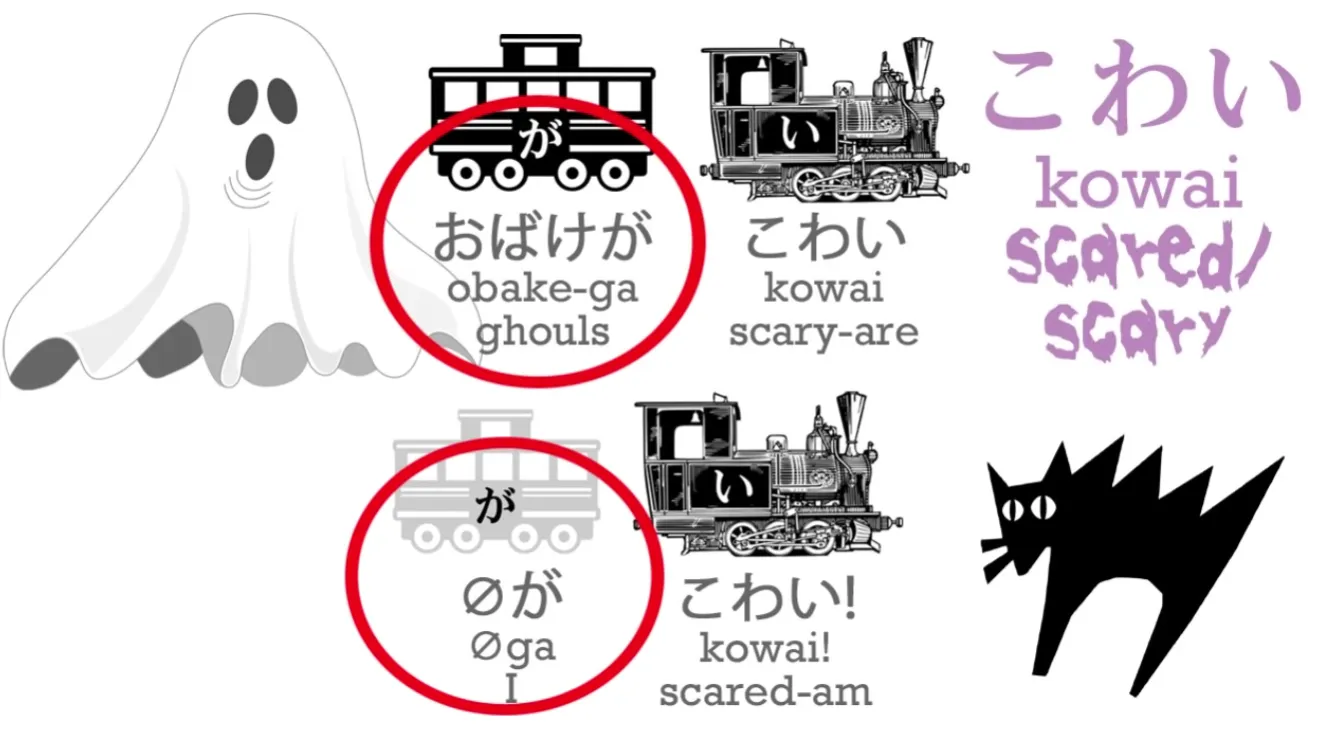 が
い
おばけが
こわい
obake-ga
kowai
ghouls
scary-are
こわい
kowai
scared/
scary
が
い
∅が
こわい!
∅ga
kowai!
I
scared-am